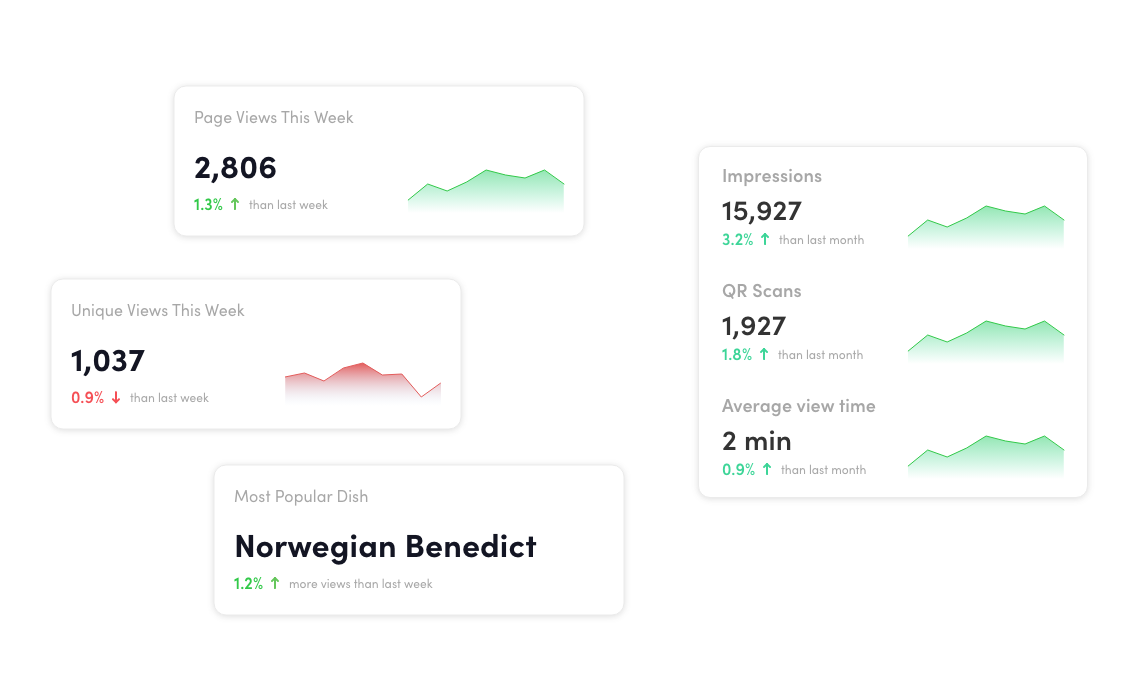 Page Views This Week
2,806
1.3% ↑ than last week
Unique Views This Week
1,037
0.9% ↓ than last week
Most Popular Dish
Norwegian Benedict
1.2% ↑ more views than last week
Impressions
15,927
3.2% ↑ than last month
QR Scans
1,927
1.8% ↑ than last month
Average view time
2 min
0.9% ↑ than last month